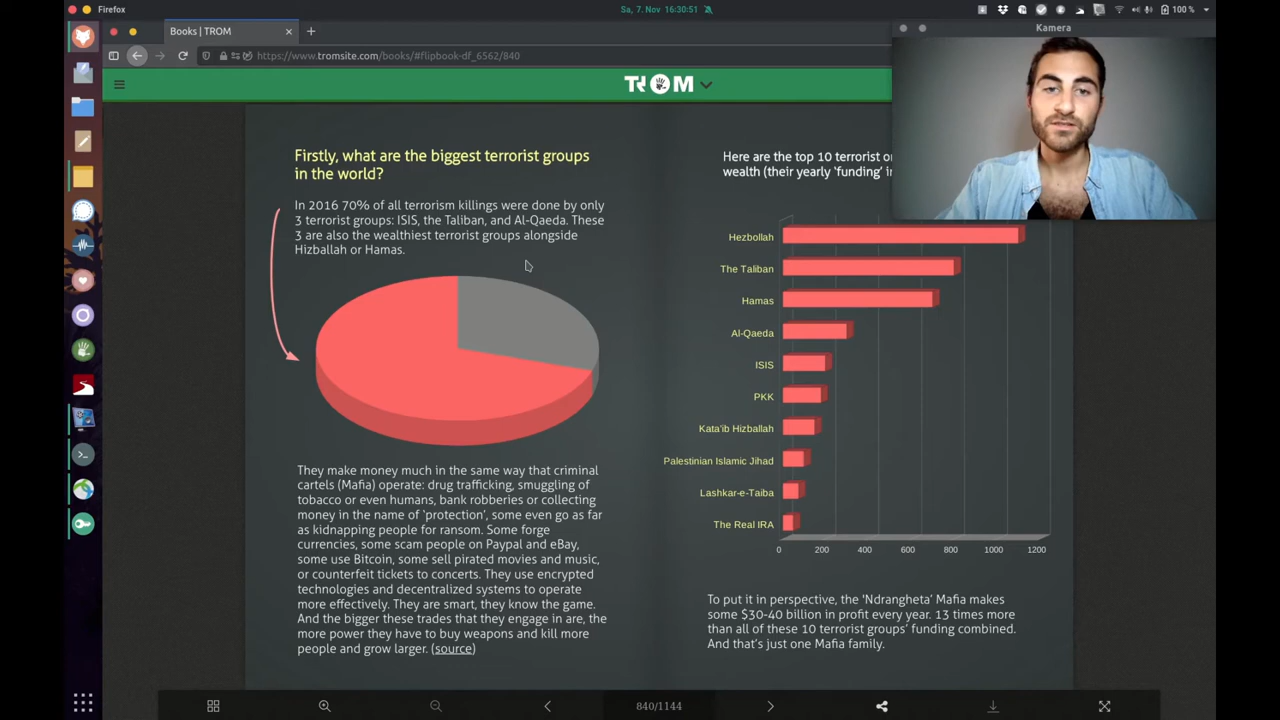 Firefox
Sa, 7. Nov 16:30:51
100 %
Books | TROM
Kamera
https://www.tromsite.com/books/#flipbook-df_6562/840
TROM
Firstly, what are the biggest terrorist groups
in the world?
In 2016 70% of all terrorism killings were done by only
3 terrorist groups: ISIS, the Taliban, and Al-Qaeda. These
3 are also the wealthiest terrorist groups alongside
Hizballah or Hamas.
They make money much in the same way that criminal
cartels (Mafia) operate: drug trafficking, smuggling of
tobacco or even humans, bank robberies or collecting
money in the name of ‘protection’, some even go as far
as kidnapping people for ransom. Some forge
currencies, some scam people on Paypal and eBay,
some use Bitcoin, some sell pirated movies and music,
or counterfeit tickets to concerts. They use encrypted
technologies and decentralized systems to operate
more effectively. They are smart, they know the game.
And the bigger these trades that they engage in are, the
more power they have to buy weapons and kill more
people and grow larger. (source)
Here are the top 10 terrorist or
wealth (their yearly ‘funding’ i
Hezbollah
The Taliban
Hamas
Al-Qaeda
ISIS
PKK
Kata'ib Hizballah
Palestinian Islamic Jihad
Lashkar-e-Taiba
The Real IRA
0 200 400 600 800 1000 1200
To put it in perspective, the ‘Ndrangheta’ Mafia makes
some $30-40 billion in profit every year. 13 times more
than all of these 10 terrorist groups’ funding combined.
And that’s just one Mafia family.
840/1144